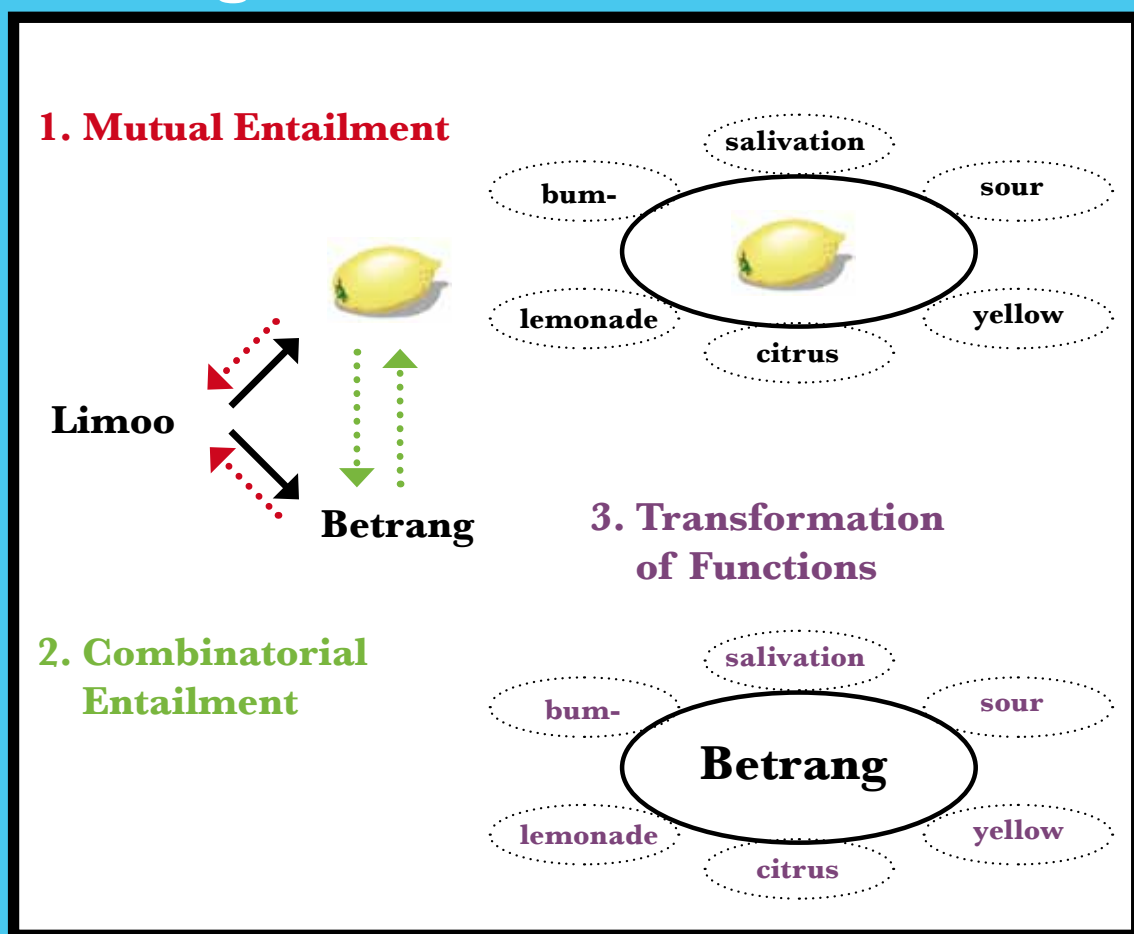 1. Mutual Entailment
salivation
bum-
sour
lemonade
yellow
citrus
Limoo
Betrang
3. Transformation
of Functions
2. Combinatorial
Entailment
salivation
bum-
sour
Betrang
lemonade
yellow
citrus